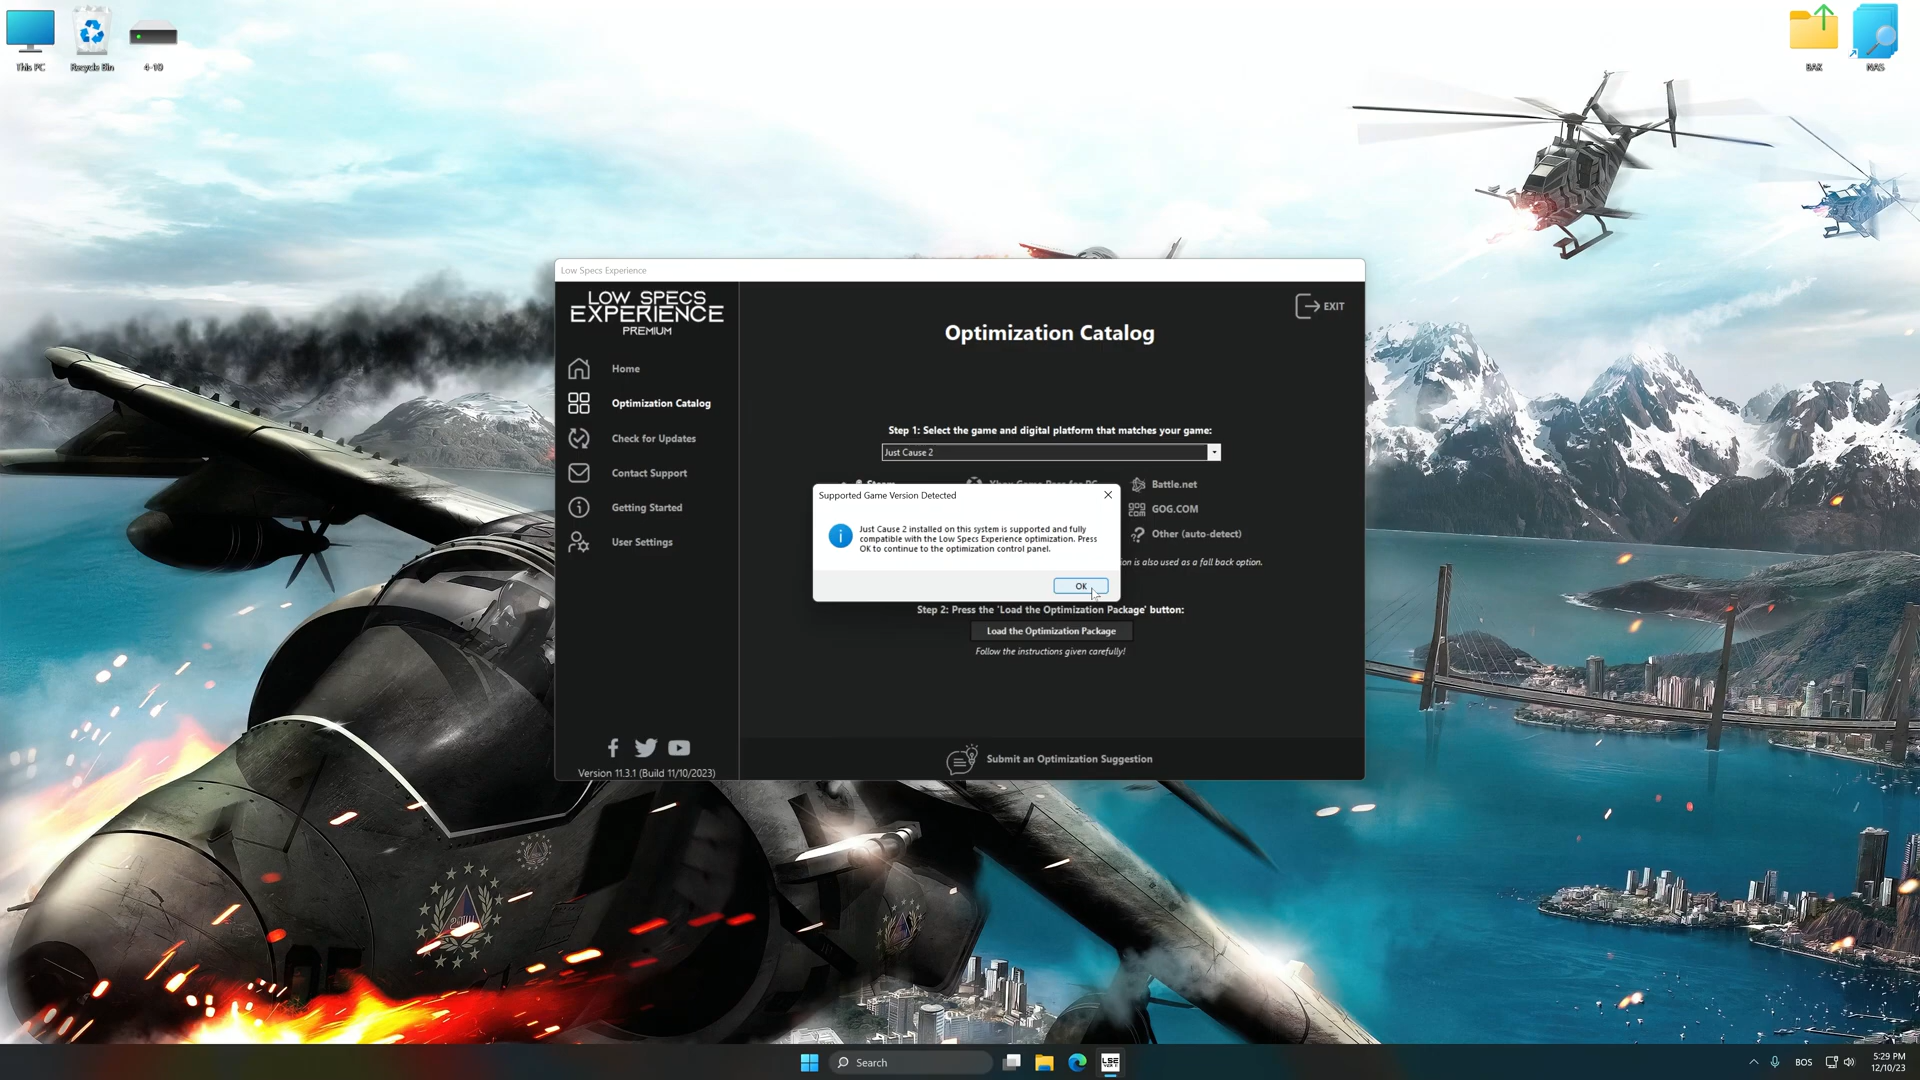 This PC
Recycle Bin
4-10
BAK
NAS
Low Specs Experience
LOW SPECS
EXPERIENCE
PREMIUM
Home
Optimization Catalog
Check for Updates
Contact Support
Getting Started
User Settings
Version 11.3.1 (Build 11/10/2023)
EXIT
Optimization Catalog
Step 1: Select the game and digital platform that matches your game:
Just Cause 2
Battle.net
GOG.COM
Other (auto-detect)
ion is also used as a fall back option.
Supported Game Version Detected
Just Cause 2 installed on this system is supported and fully
compatible with the Low Specs Experience optimization. Press
OK to continue to the optimization control panel.
OK
Step 2: Press the 'Load the Optimization Package' button:
Load the Optimization Package
Follow the instructions given carefully!
Submit an Optimization Suggestion
Search
LSE
BOS
5:29 PM
12/10/23